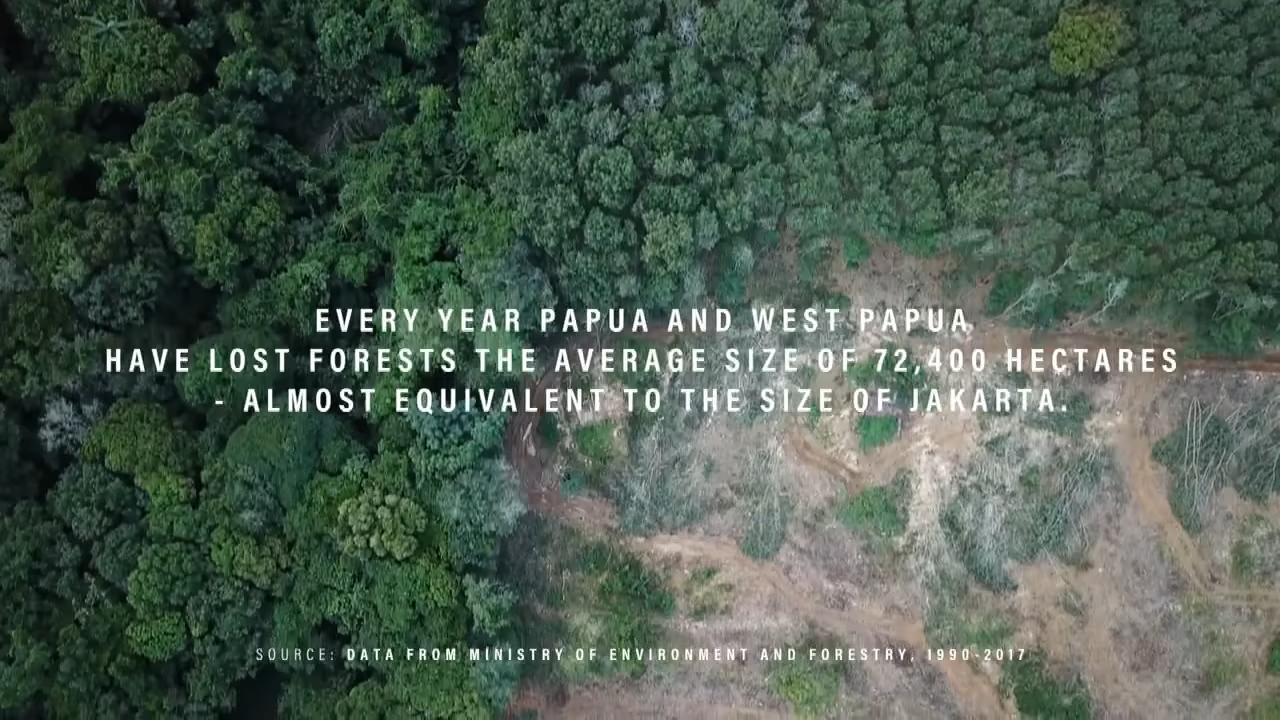 EVERY YEAR PAPUA AND WEST PAPUA
HAVE LOST FORESTS THE AVERAGE SIZE OF 72,400 HECTARES
- ALMOST EQUIVALENT TO THE SIZE OF JAKARTA.
SOURCE: DATA FROM MINISTRY OF ENVIRONMENT AND FORESTRY, 1990-2017